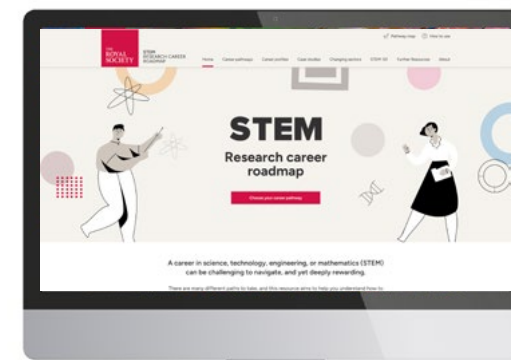 Pathway map How to use
THE
ROYAL
SOCIETY
STEM
RESEARCH CAREER
ROADMAP
Home Career pathways Career profiles Case studies Changing sectors STEM 101 Further Resources About
STEM
Research career
roadmap
Choose your career pathway
A career in science, technology, engineering, or mathematics (STEM)
can be challenging to navigate, and yet deeply rewarding.
There are many different paths to take, and this resource aims to help you understand how to